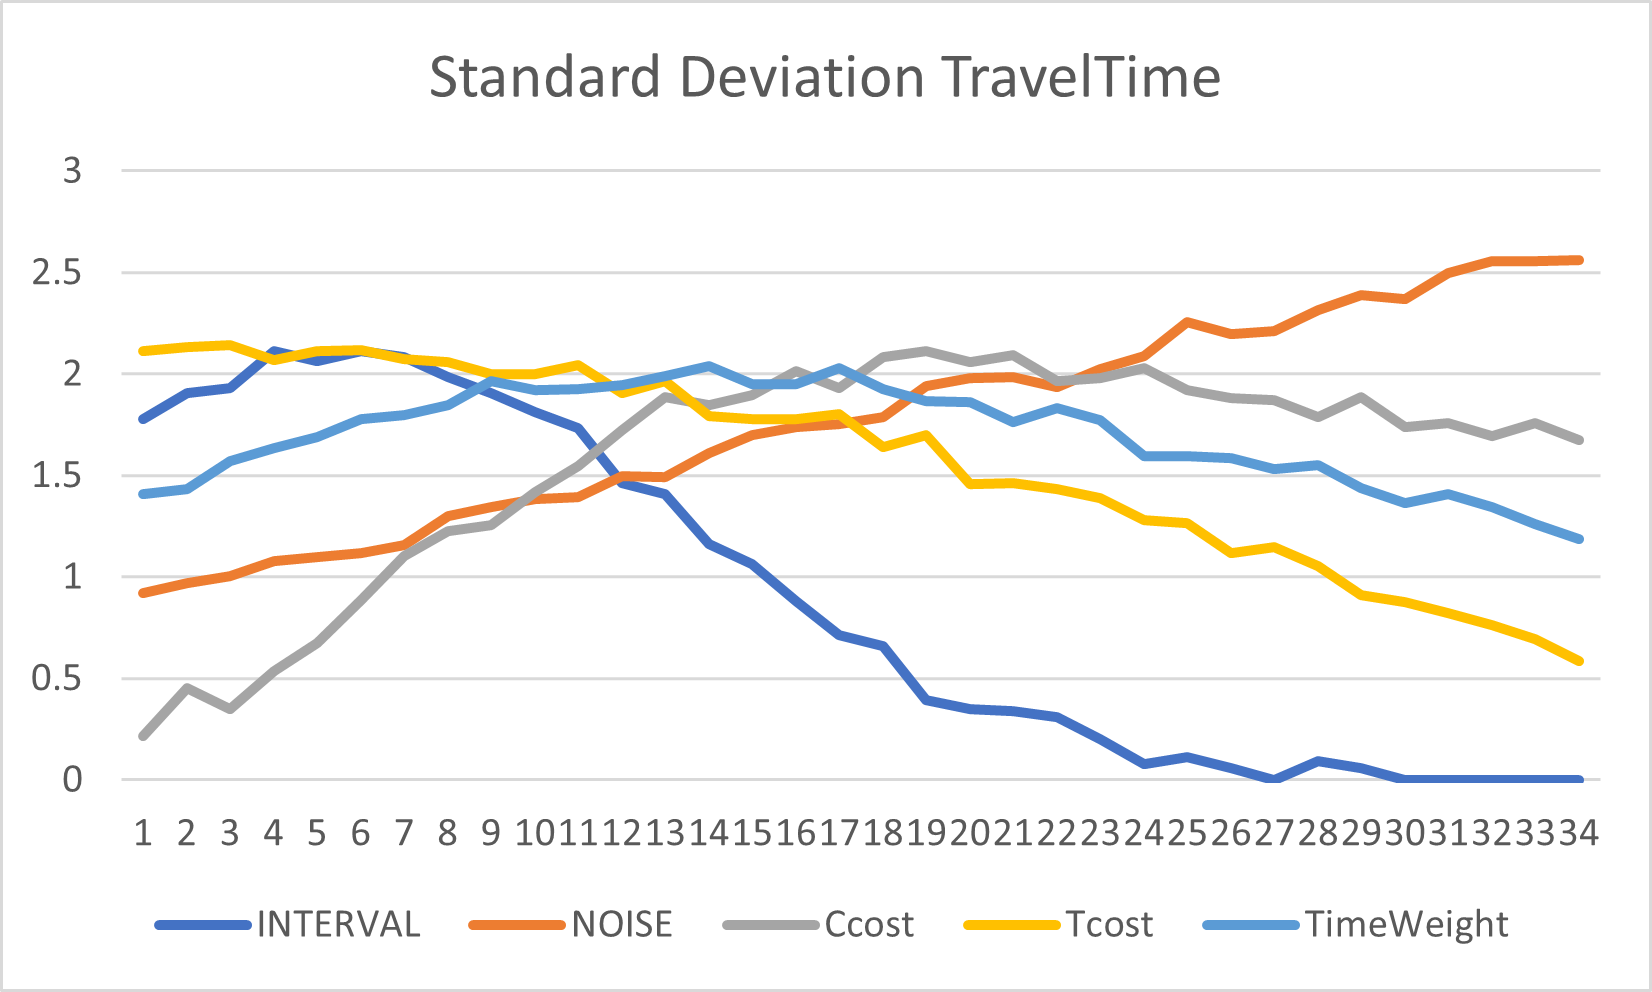 Standard Deviation TravelTime
3
2.5
2
1.5
1
0.5
0
1 2 3 4 5 6 7 8 9 10 11 12 13 14 15 16 17 18 19 20 21 22 23 24 25 26 27 28 29 30 31 32 33 34
INTERVAL NOISE Ccost Tcost TimeWeight